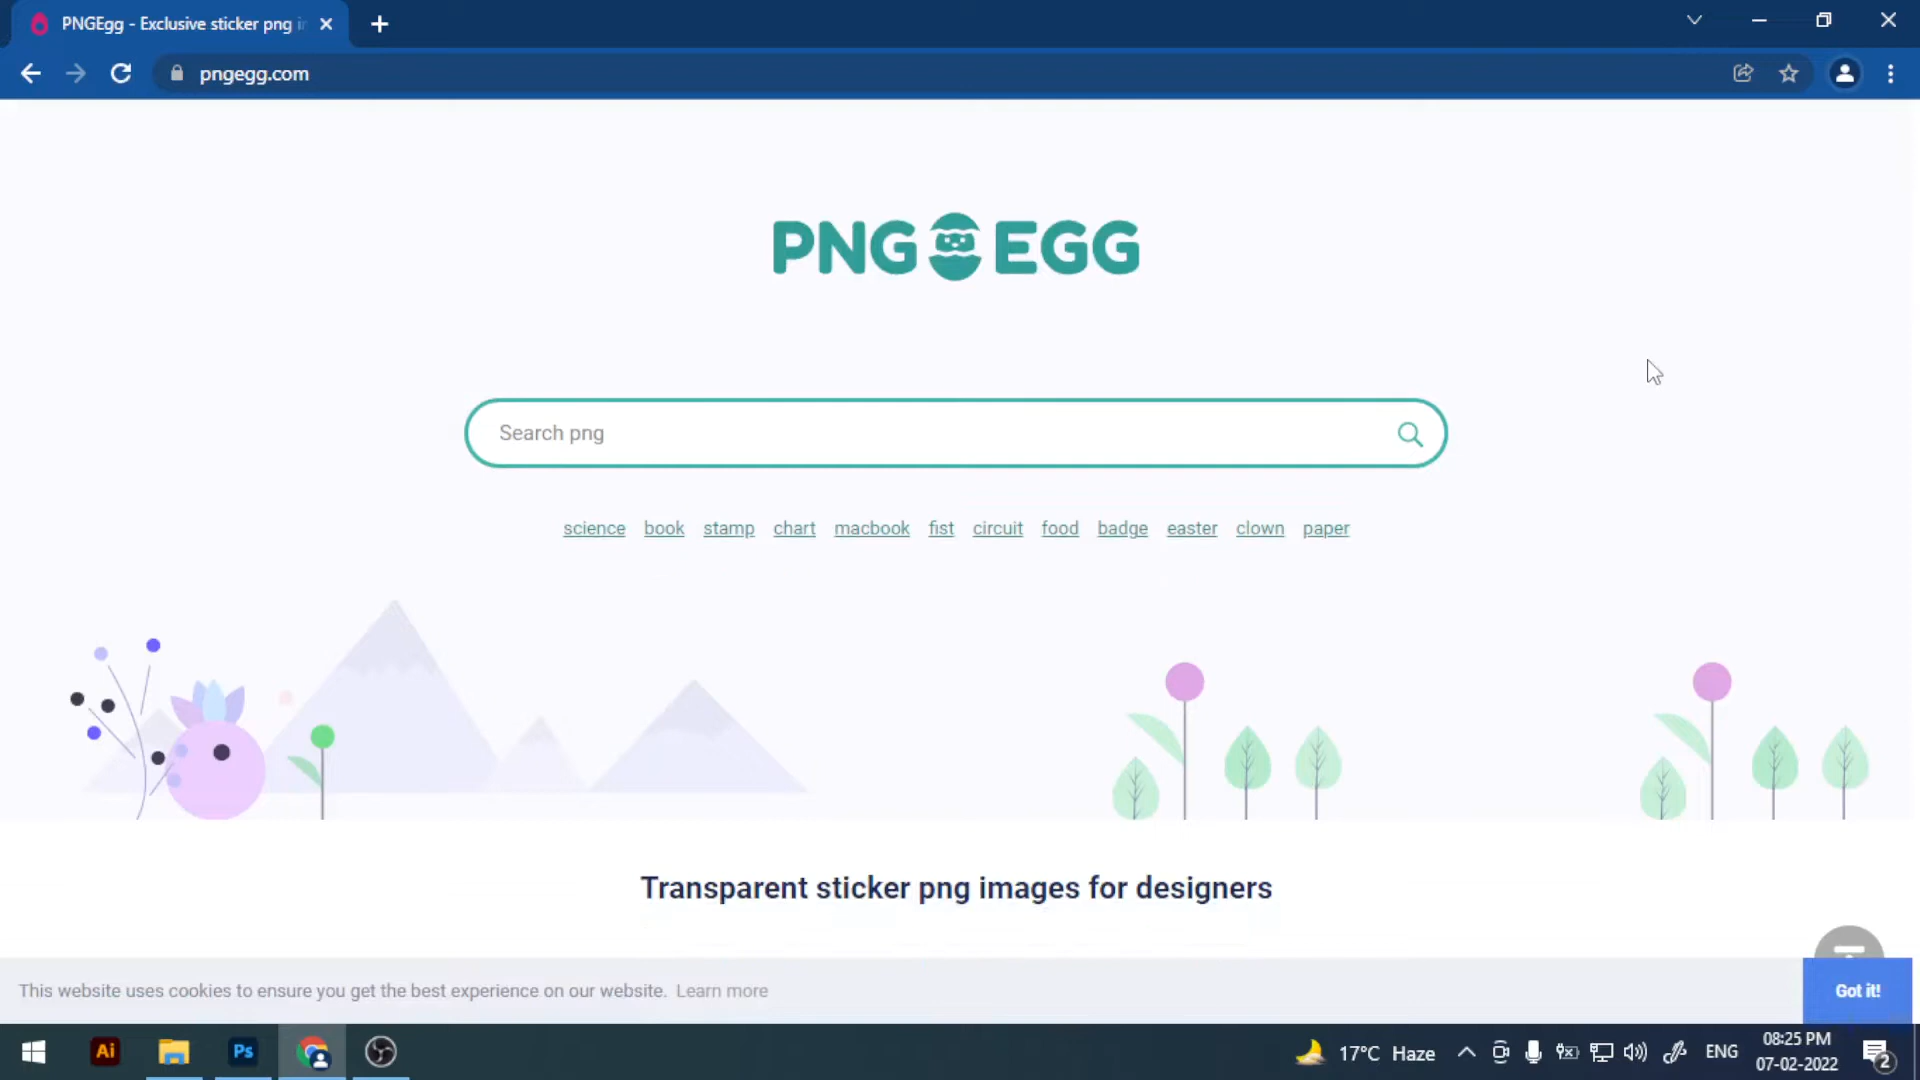 PNGEgg - Exclusive sticker png i
pngegg.com
PNG EGG
Search png
science book stamp chart macbook fist circuit food badge easter clown paper
Transparent sticker png images for designers
This website uses cookies to ensure you get the best experience on our website. Learn more
Got it!
Ai
Ps
17°C Haze
ENG
08:25 PM
07-02-2022
2